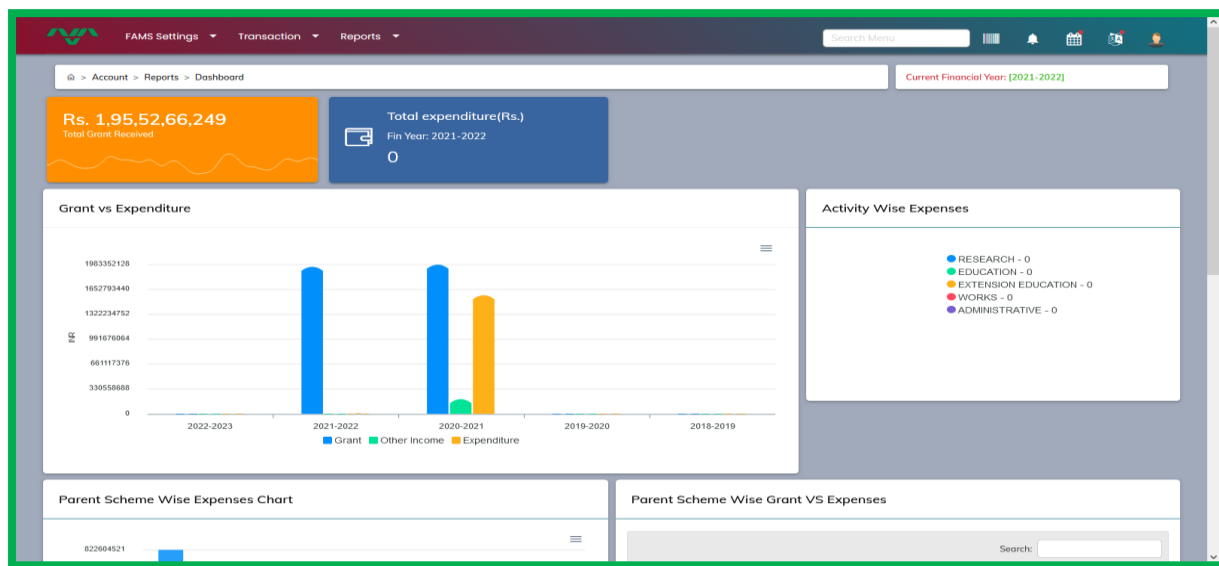 FAMS Settings Transaction Reports Search Menu
> Account > Reports > Dashboard
Current Financial Year: [2021-2022]
Rs. 1,95,52,66,249
Total Grant Received
Total expenditure(Rs.)
Fin Year: 2021-2022
0
Grant vs Expenditure
1983352128
1652793440
1322234752
991676064
661117376
330558688
0
INR
2022-2023 2021-2022 2020-2021 2019-2020 2018-2019
Grant Other Income Expenditure
Activity Wise Expenses
RESEARCH - 0
EDUCATION - 0
EXTENSION EDUCATION - 0
WORKS - 0
ADMINISTRATIVE - 0
Parent Scheme Wise Expenses Chart
822604521
Parent Scheme Wise Grant VS Expenses
Search: